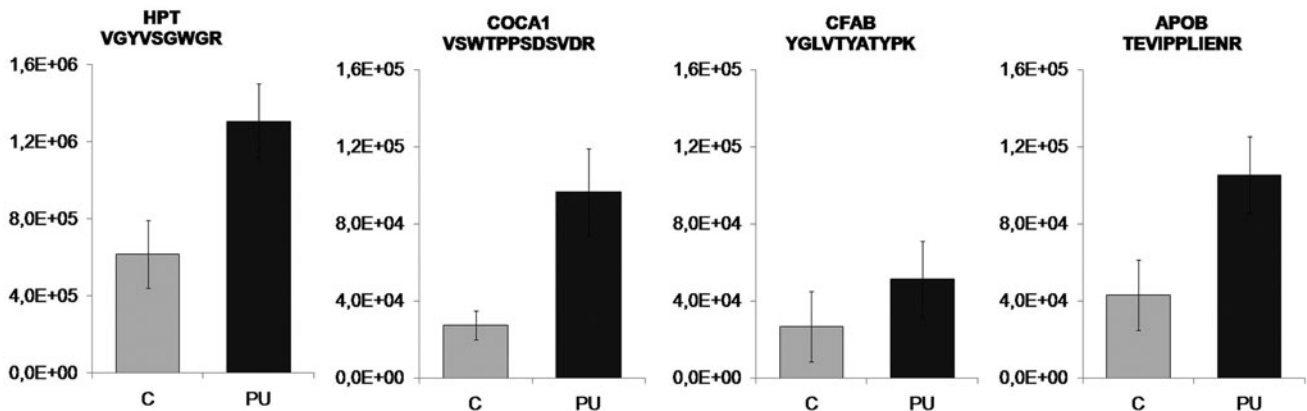 HPT
VGYVSGWGR
1,6E+06
1,2E+06
8,0E+05
4,0E+05
0,0E+00
C PU
COCA1
VSWTPPSDSVDR
1,6E+05
1,2E+05
8,0E+04
4,0E+04
0,0E+00
C PU
CFAB
YGLVTYATYPK
1,6E+05
1,2E+05
8,0E+04
4,0E+04
0,0E+00
C PU
APOB
TEVIPPLIENR
1,6E+05
1,2E+05
8,0E+04
4,0E+04
0,0E+00
C PU